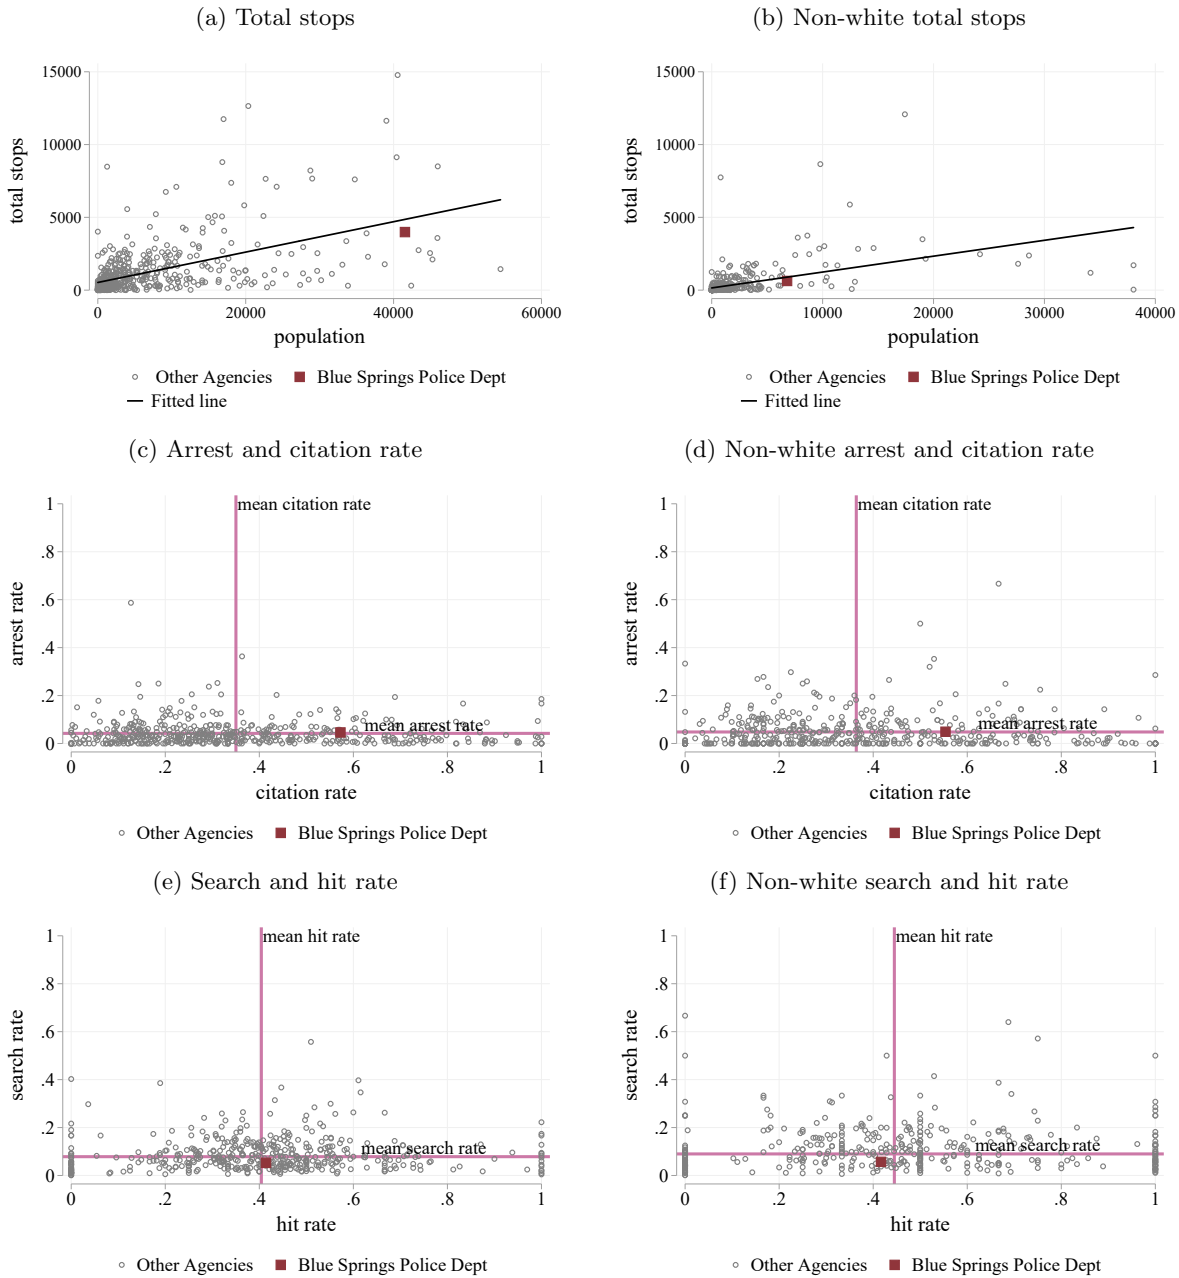 (a) Total stops
total stops
15000
10000
5000
0
0 20000 40000 60000
population
Other Agencies Blue Springs Police Dept
Fitted line
(b) Non-white total stops
total stops
15000
10000
5000
0
0 10000 20000 30000 40000
population
Other Agencies Blue Springs Police Dept
Fitted line
(c) Arrest and citation rate
arrest rate
1
.8
.6
.4
.2
0
mean citation rate
mean arrest rate
0 .2 .4 .6 .8 1
citation rate
Other Agencies Blue Springs Police Dept
(d) Non-white arrest and citation rate
arrest rate
1
.8
.6
.4
.2
0
mean citation rate
mean arrest rate
0 .2 .4 .6 .8 1
citation rate
Other Agencies Blue Springs Police Dept
(e) Search and hit rate
search rate
1
.8
.6
.4
.2
0
mean hit rate
mean search rate
0 .2 .4 .6 .8 1
hit rate
Other Agencies Blue Springs Police Dept
(f) Non-white search and hit rate
search rate
1
.8
.6
.4
.2
0
mean hit rate
mean search rate
0 .2 .4 .6 .8 1
hit rate
Other Agencies Blue Springs Police Dept